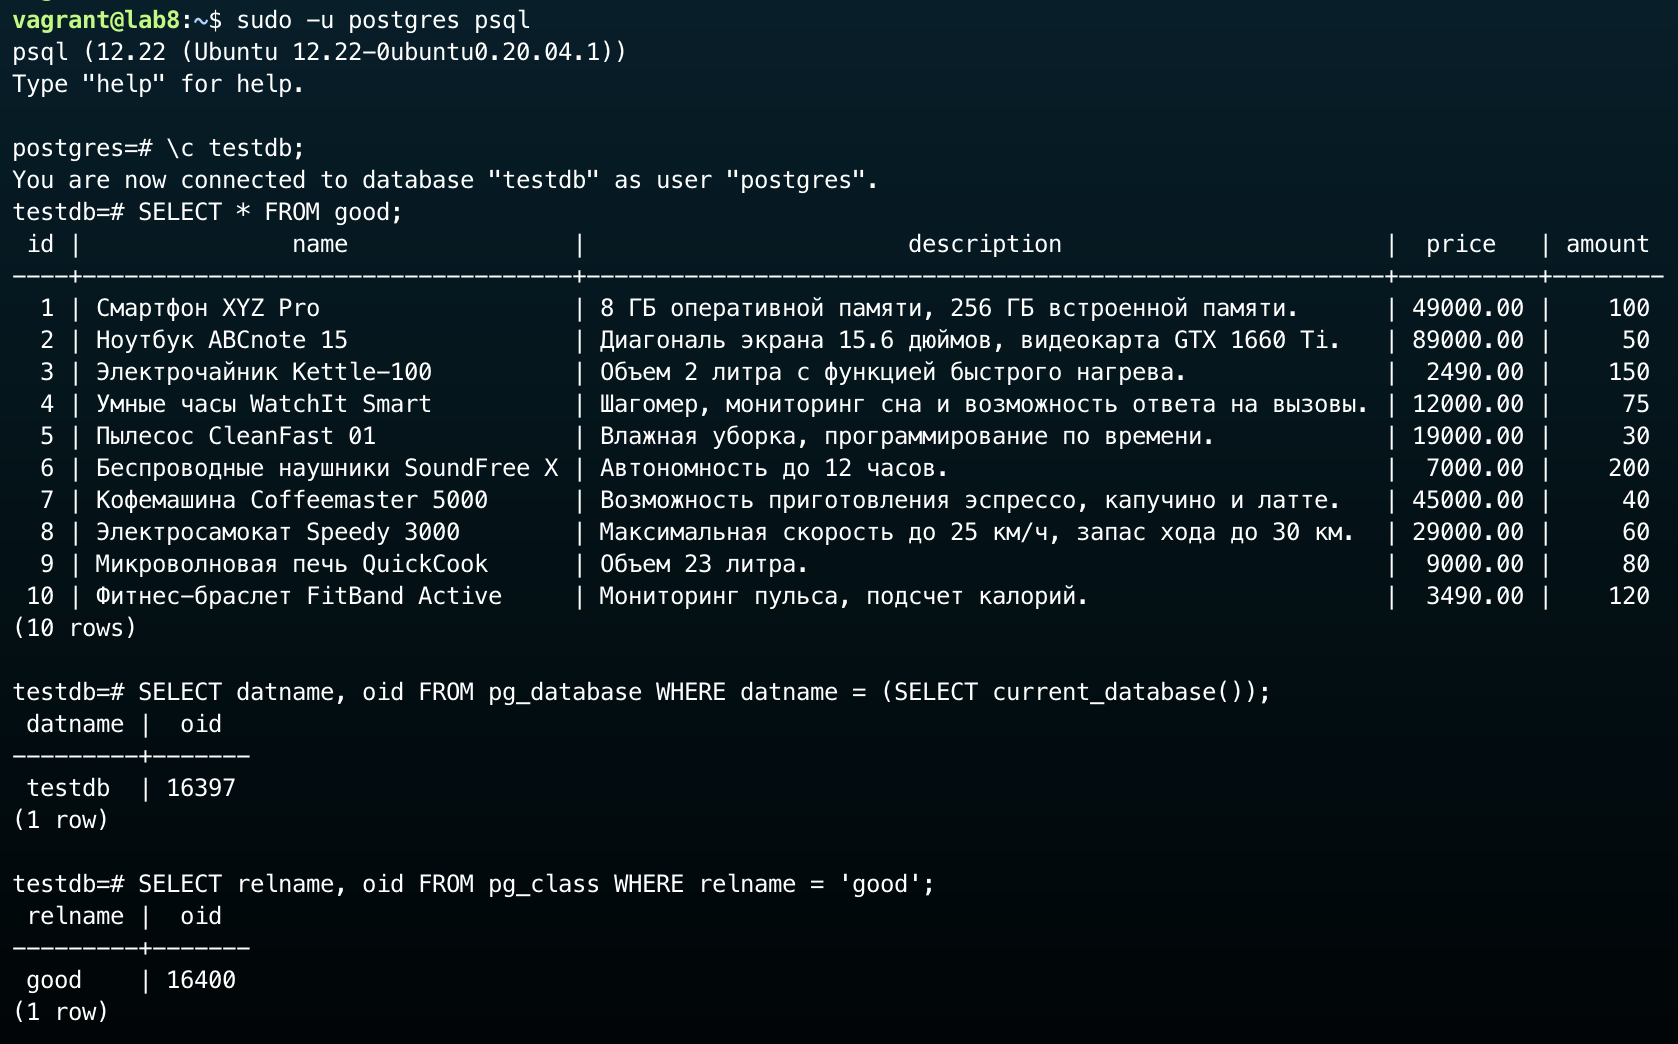 vagrant@lab8:~$ sudo -u postgres psql
psql (12.22 (Ubuntu 12.22-0ubuntu0.20.04.1))
Type "help" for help.

postgres=# \c testdb;
You are now connected to database "testdb" as user "postgres".
testdb=# SELECT * FROM good;
 id |               name                |                       description                       |  price   | amount
----+-----------------------------------+---------------------------------------------------------+----------+--------
  1 | Смартфон XYZ Pro                  | 8 ГБ оперативной памяти, 256 ГБ встроенной памяти.      | 49000.00 |    100
  2 | Ноутбук ABCnote 15                | Диагональ экрана 15.6 дюймов, видеокарта GTX 1660 Ti.   | 89000.00 |     50
  3 | Электрочайник Kettle-100          | Объем 2 литра с функцией быстрого нагрева.              |  2490.00 |    150
  4 | Умные часы WatchIt Smart          | Шагомер, мониторинг сна и возможность ответа на вызовы. | 12000.00 |     75
  5 | Пылесос CleanFast 01              | Влажная уборка, программирование по времени.            | 19000.00 |     30
  6 | Беспроводные наушники SoundFree X | Автономность до 12 часов.                               |  7000.00 |    200
  7 | Кофемашина Coffeemaster 5000      | Возможность приготовления эспрессо, капучино и латте.   | 45000.00 |     40
  8 | Электросамокат Speedy 3000        | Максимальная скорость до 25 км/ч, запас хода до 30 км.  | 29000.00 |     60
  9 | Микроволновая печь QuickCook      | Объем 23 литра.                                         |  9000.00 |     80
 10 | Фитнес-браслет FitBand Active     | Мониторинг пульса, подсчет калорий.                     |  3490.00 |    120
(10 rows)

testdb=# SELECT datname, oid FROM pg_database WHERE datname = (SELECT current_database());
 datname |  oid
---------+-------
 testdb  | 16397
(1 row)

testdb=# SELECT relname, oid FROM pg_class WHERE relname = 'good';
 relname |  oid
---------+-------
 good    | 16400
(1 row)